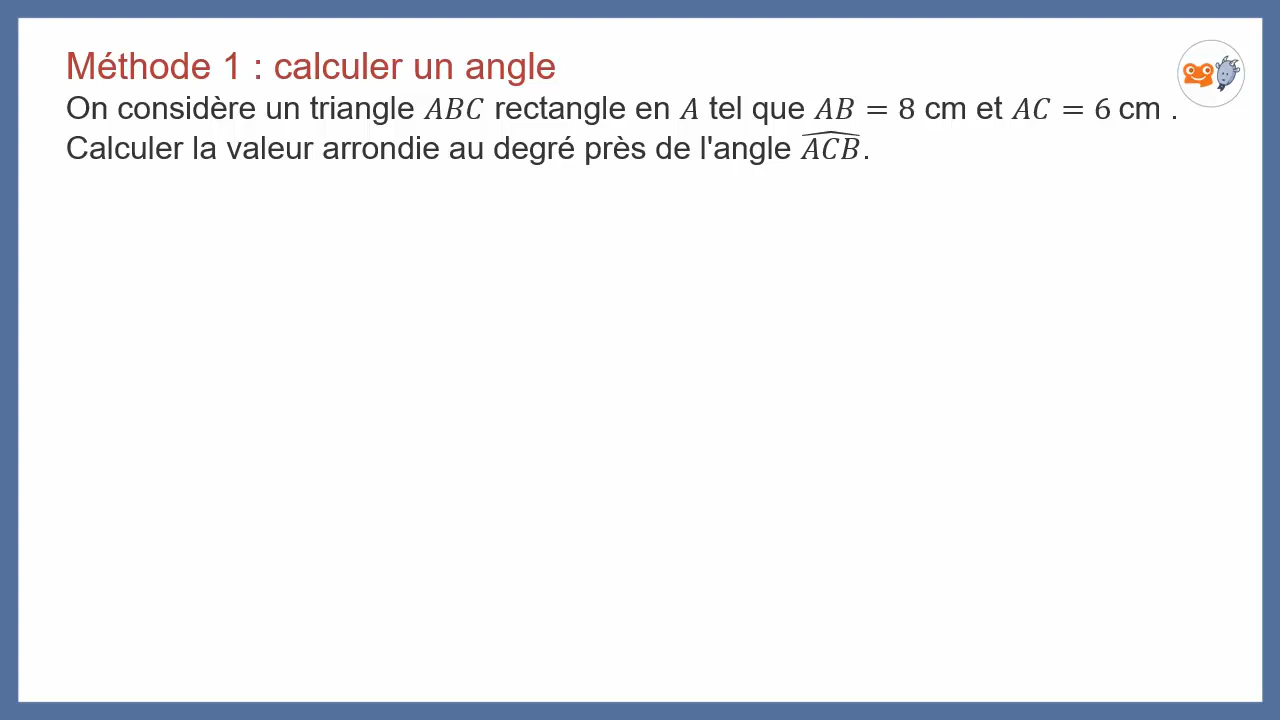 Méthode 1 : calculer un angle
On considère un triangle ABC rectangle en A tel que AB = 8 cm et AC = 6 cm .
Calculer la valeur arrondie au degré près de l'angle \widehat{ACB}.